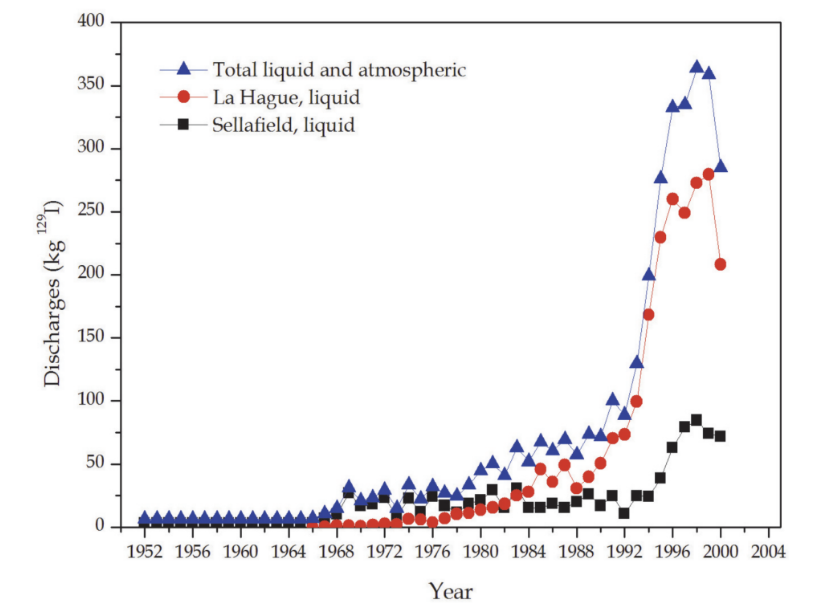 400
350
300
250
200
150
100
50
0
Discharges (kg ¹²⁹I)
Total liquid and atmospheric
La Hague, liquid
Sellafield, liquid
1952 1956 1960 1964 1968 1972 1976 1980 1984 1988 1992 1996 2000 2004
Year